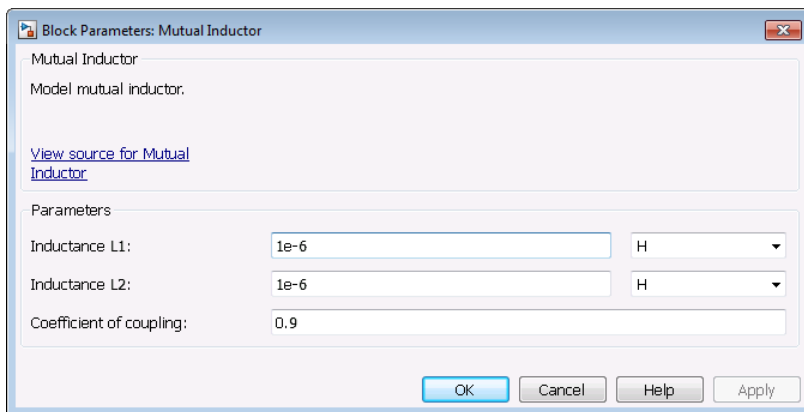 Block Parameters: Mutual Inductor
Mutual Inductor
Model mutual inductor.
View source for Mutual
Inductor
Parameters
Inductance L1: 1e-6 H
Inductance L2: 1e-6 H
Coefficient of coupling: 0.9
OK Cancel Help Apply